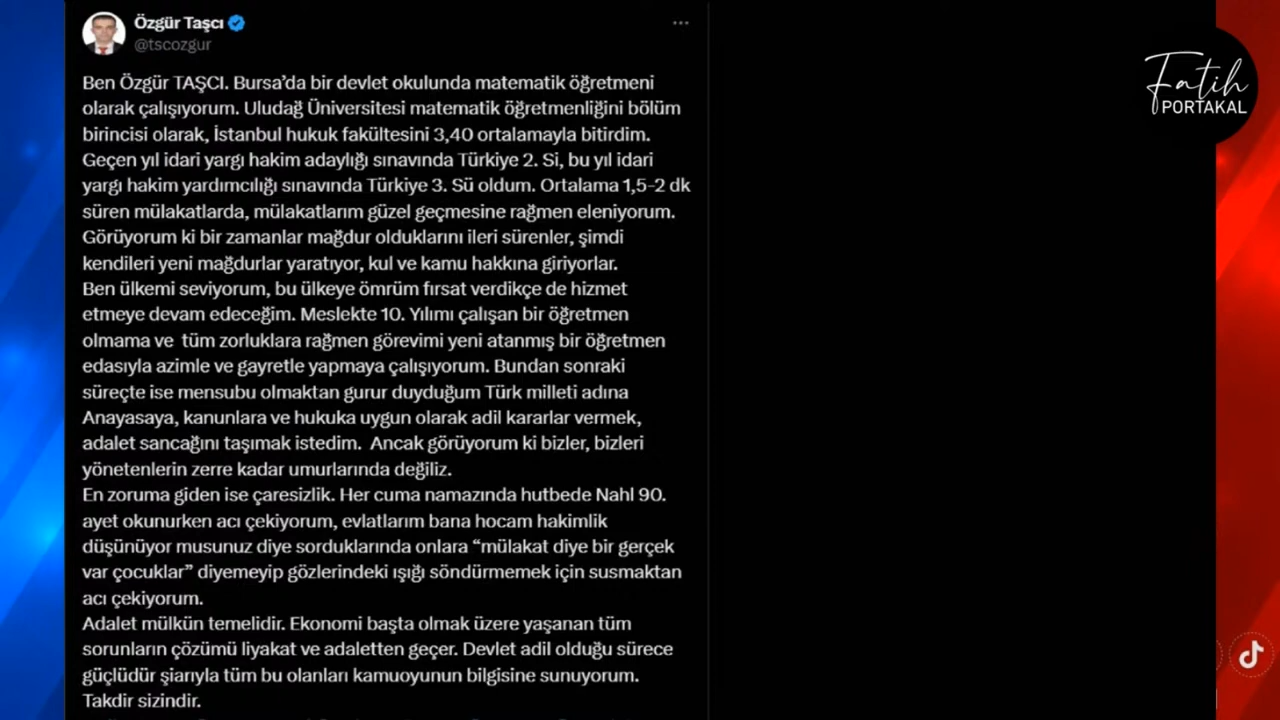 Özgür Taşcı
@tscozgur
Ben Özgür TAŞCI. Bursa’da bir devlet okulunda matematik öğretmeni
olarak çalışıyorum. Uludağ Üniversitesi matematik öğretmenliğini bölüm
birincisi olarak, İstanbul hukuk fakültesini 3,40 ortalamayla bitirdim.
Geçen yıl idari yargı hakim adaylığı sınavında Türkiye 2. Si, bu yıl idari
yargı hakim yardımcılığı sınavında Türkiye 3. Sü oldum. Ortalama 1,5-2 dk
süren mülakatlarda, mülakatlarım güzel geçmesine rağmen eleniyorum.
Görüyorum ki bir zamanlar mağdur olduklarını ileri sürenler, şimdi
kendileri yeni mağdurlar yaratıyor, kul ve kamu hakkına giriyorlar.
Ben ülkemi seviyorum, bu ülkeye ömrüm fırsat verdikçe de hizmet
etmeye devam edeceğim. Meslekte 10. Yılımı çalışan bir öğretmen
olmama ve tüm zorluklara rağmen görevimi yeni atanmış bir öğretmen
edasıyla azimle ve gayretle yapmaya çalışıyorum. Bundan sonraki
süreçte ise mensubu olmaktan gurur duyduğum Türk milleti adına
Anayasaya, kanunlara ve hukuka uygun olarak adil kararlar vermek,
adalet sancağını taşımak istedim. Ancak görüyorum ki bizler, bizleri
yönetenlerin zerre kadar umurlarında değiliz.
En zoruma giden ise çaresizlik. Her cuma namazında hutbede Nahl 90.
ayet okunurken acı çekiyorum, evlatlarım bana hocam hakimlik
düşünüyor musunuz diye sorduklarında onlara “mülakat diye bir gerçek
var çocuklar” diyemeyip gözlerindeki ışığı söndürmemek için susmaktan
acı çekiyorum.
Adalet mülkün temelidir. Ekonomi başta olmak üzere yaşanan tüm
sorunların çözümü liyakat ve adaletten geçer. Devlet adil olduğu sürece
güçlüdür şiarıyla tüm bu olanları kamuoyunun bilgisine sunuyorum.
Takdir sizindir.
Fatih
PORTAKAL